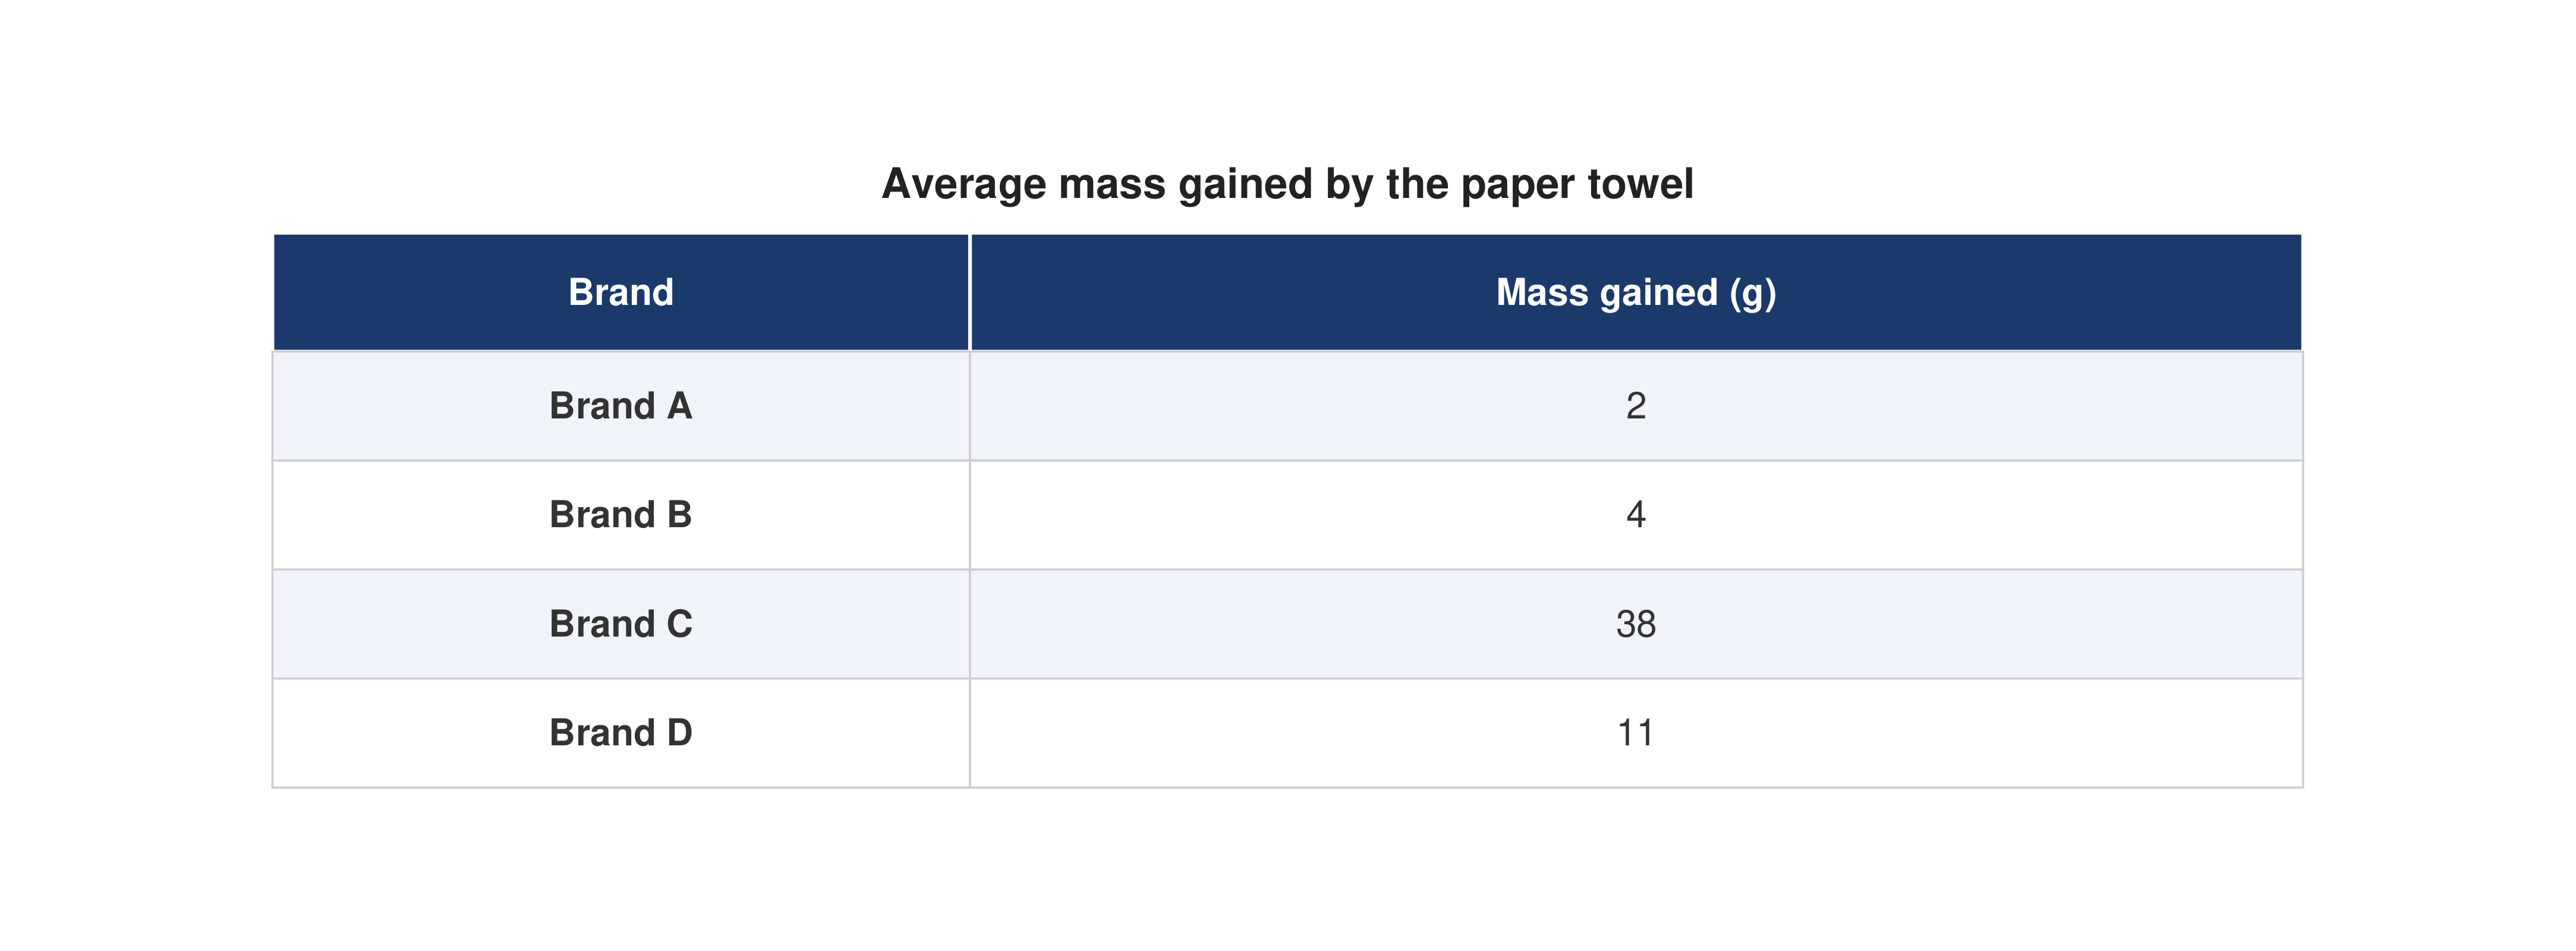 Average mass gained by the paper towel
Brand Mass gained (g)
Brand A 2
Brand B 4
Brand C 38
Brand D 11